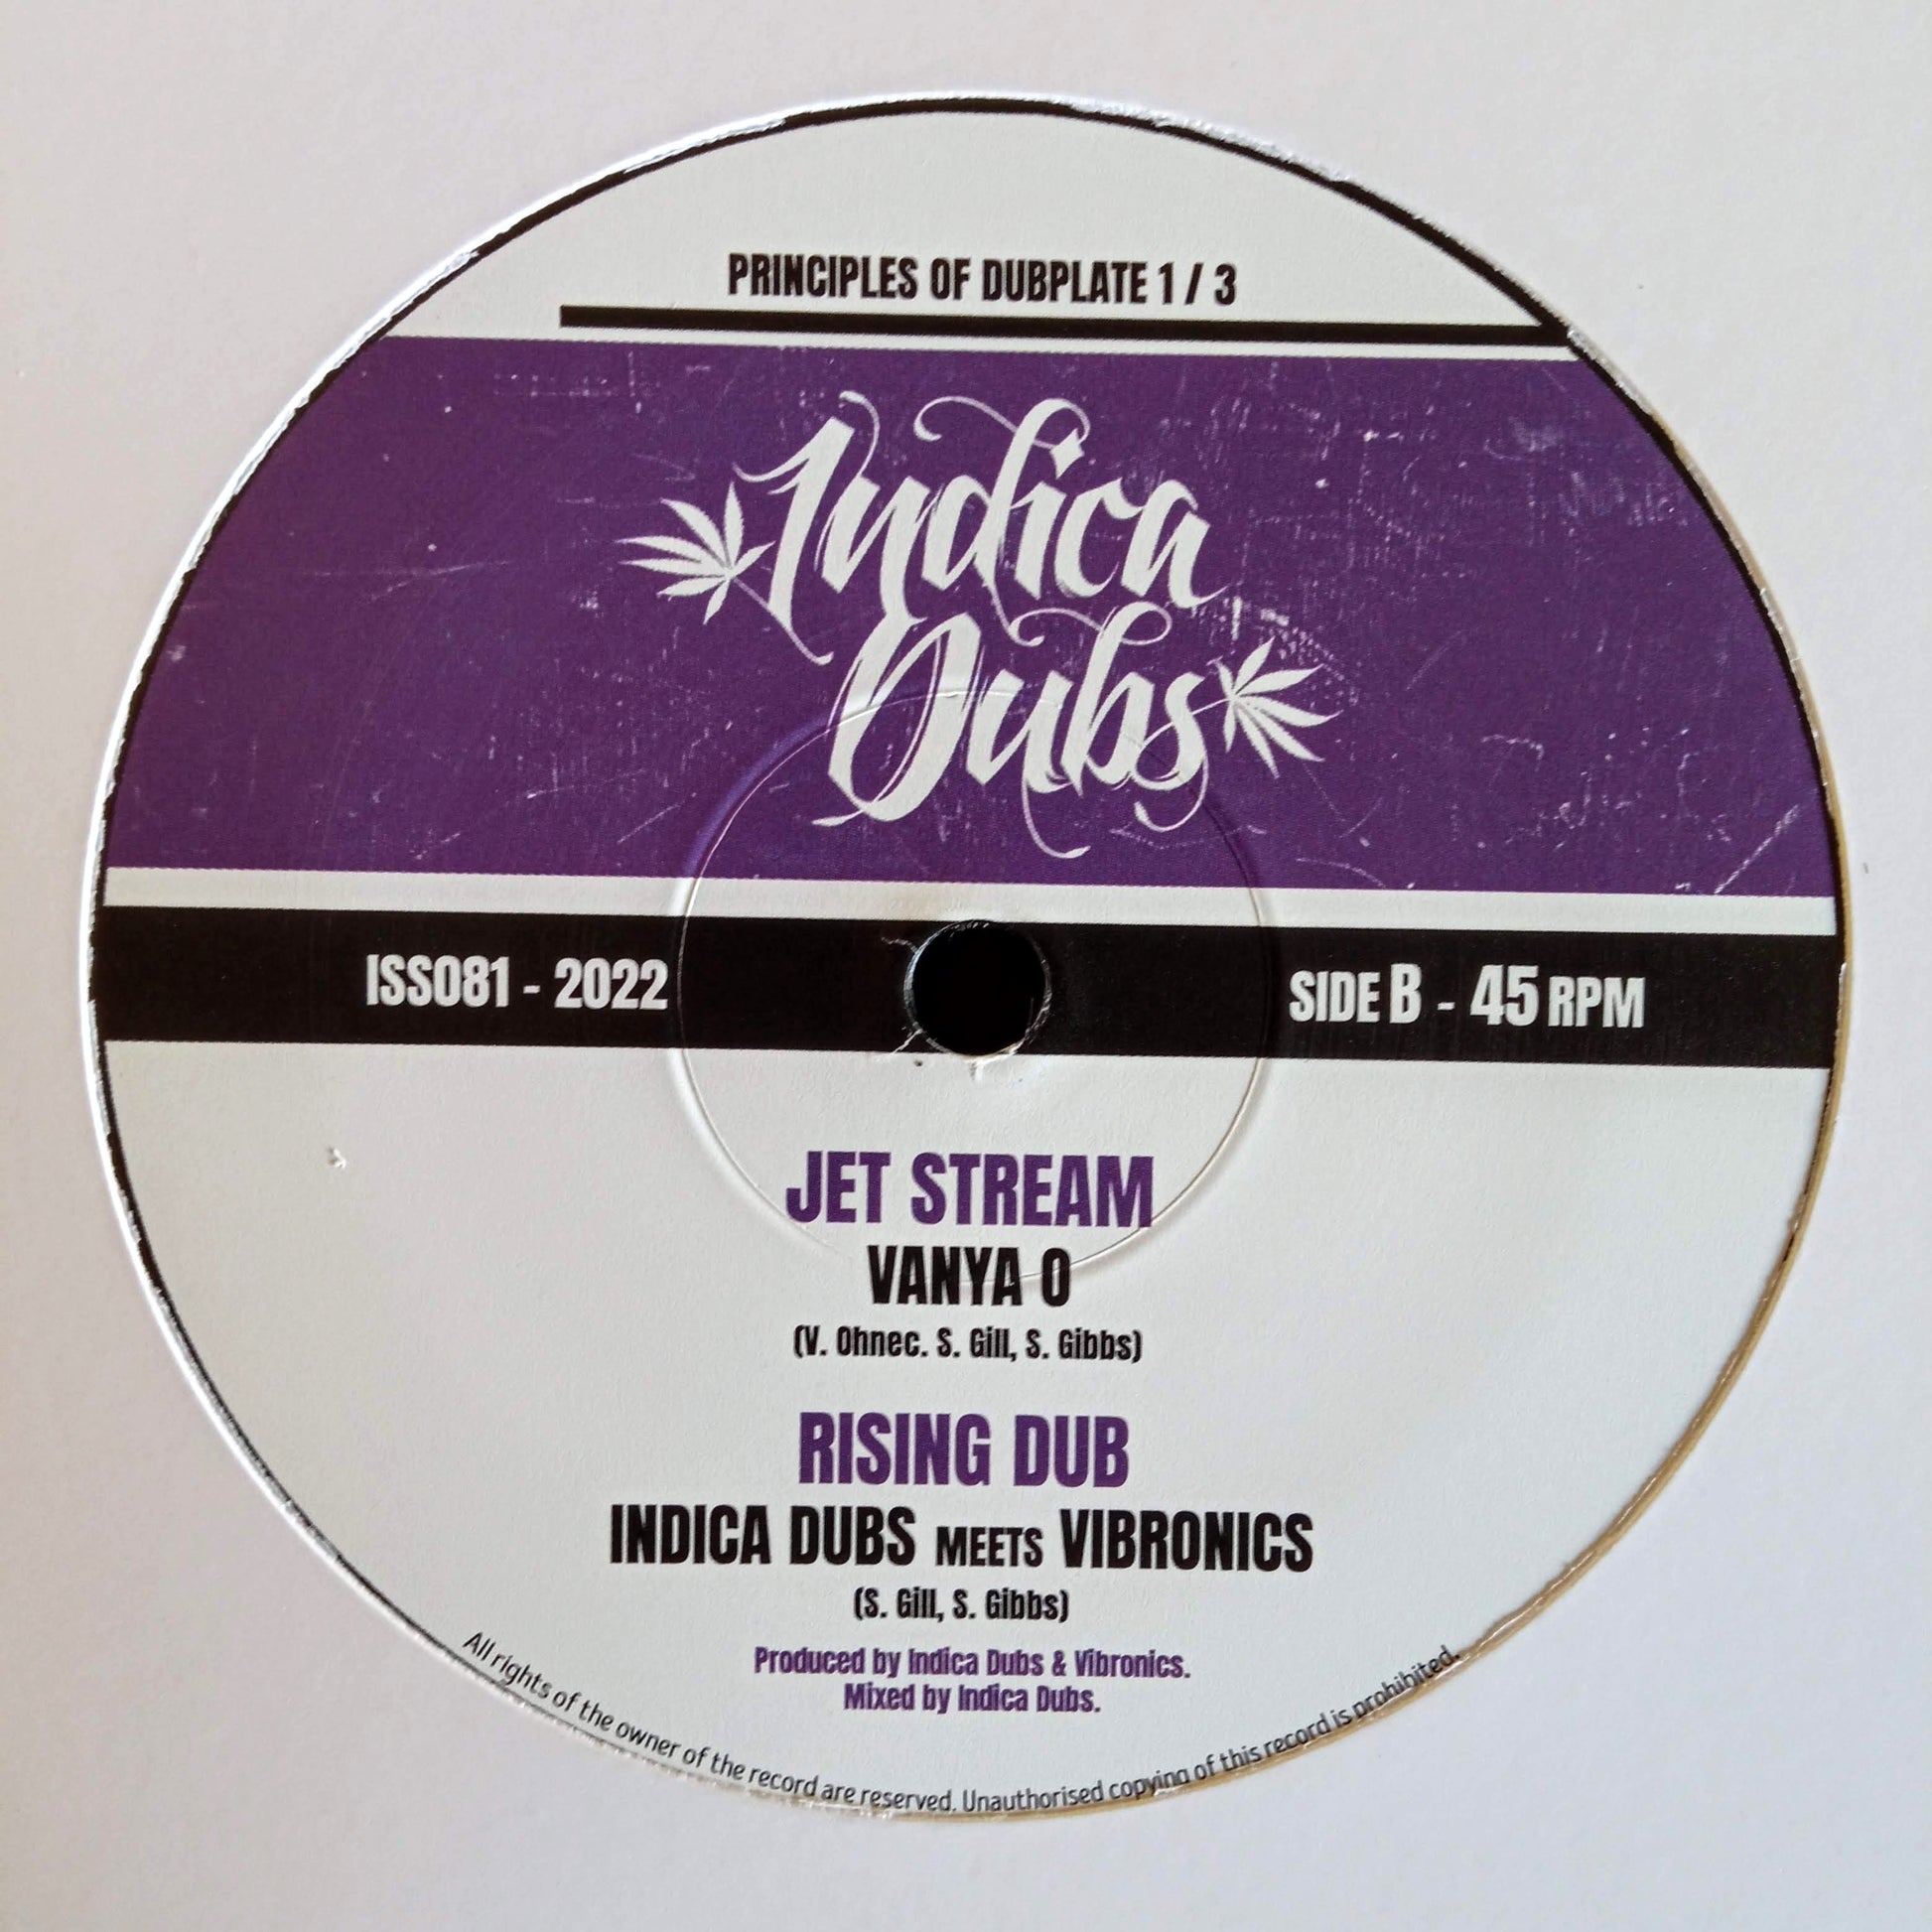 PRINCIPLES OF DUBPLATE 1 / 3
Indica
Dubs
ISS081 - 2022
SIDE B - 45 RPM
JET STREAM
VANYA O
(V. Ohnec. S. Gill, S. Gibbs)
RISING DUB
INDICA DUBS MEETS VIBRONICS
(S. Gill, S. Gibbs)
Produced by Indica Dubs & Vibronics.
Mixed by Indica Dubs.
All rights of the owner of the record are reserved. Unauthorised copying of this record is prohibited.